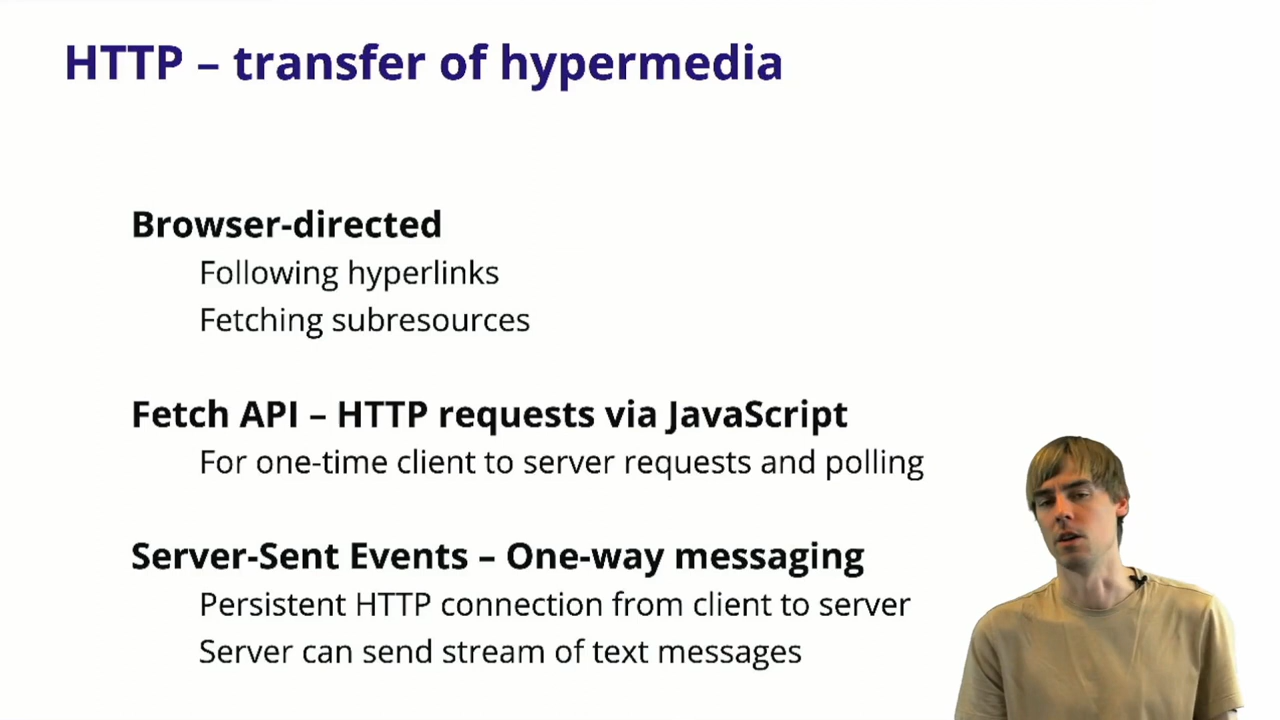 HTTP – transfer of hypermedia
Browser-directed
Following hyperlinks
Fetching subresources
Fetch API – HTTP requests via JavaScript
For one-time client to server requests and polling
Server-Sent Events – One-way messaging
Persistent HTTP connection from client to server
Server can send stream of text messages